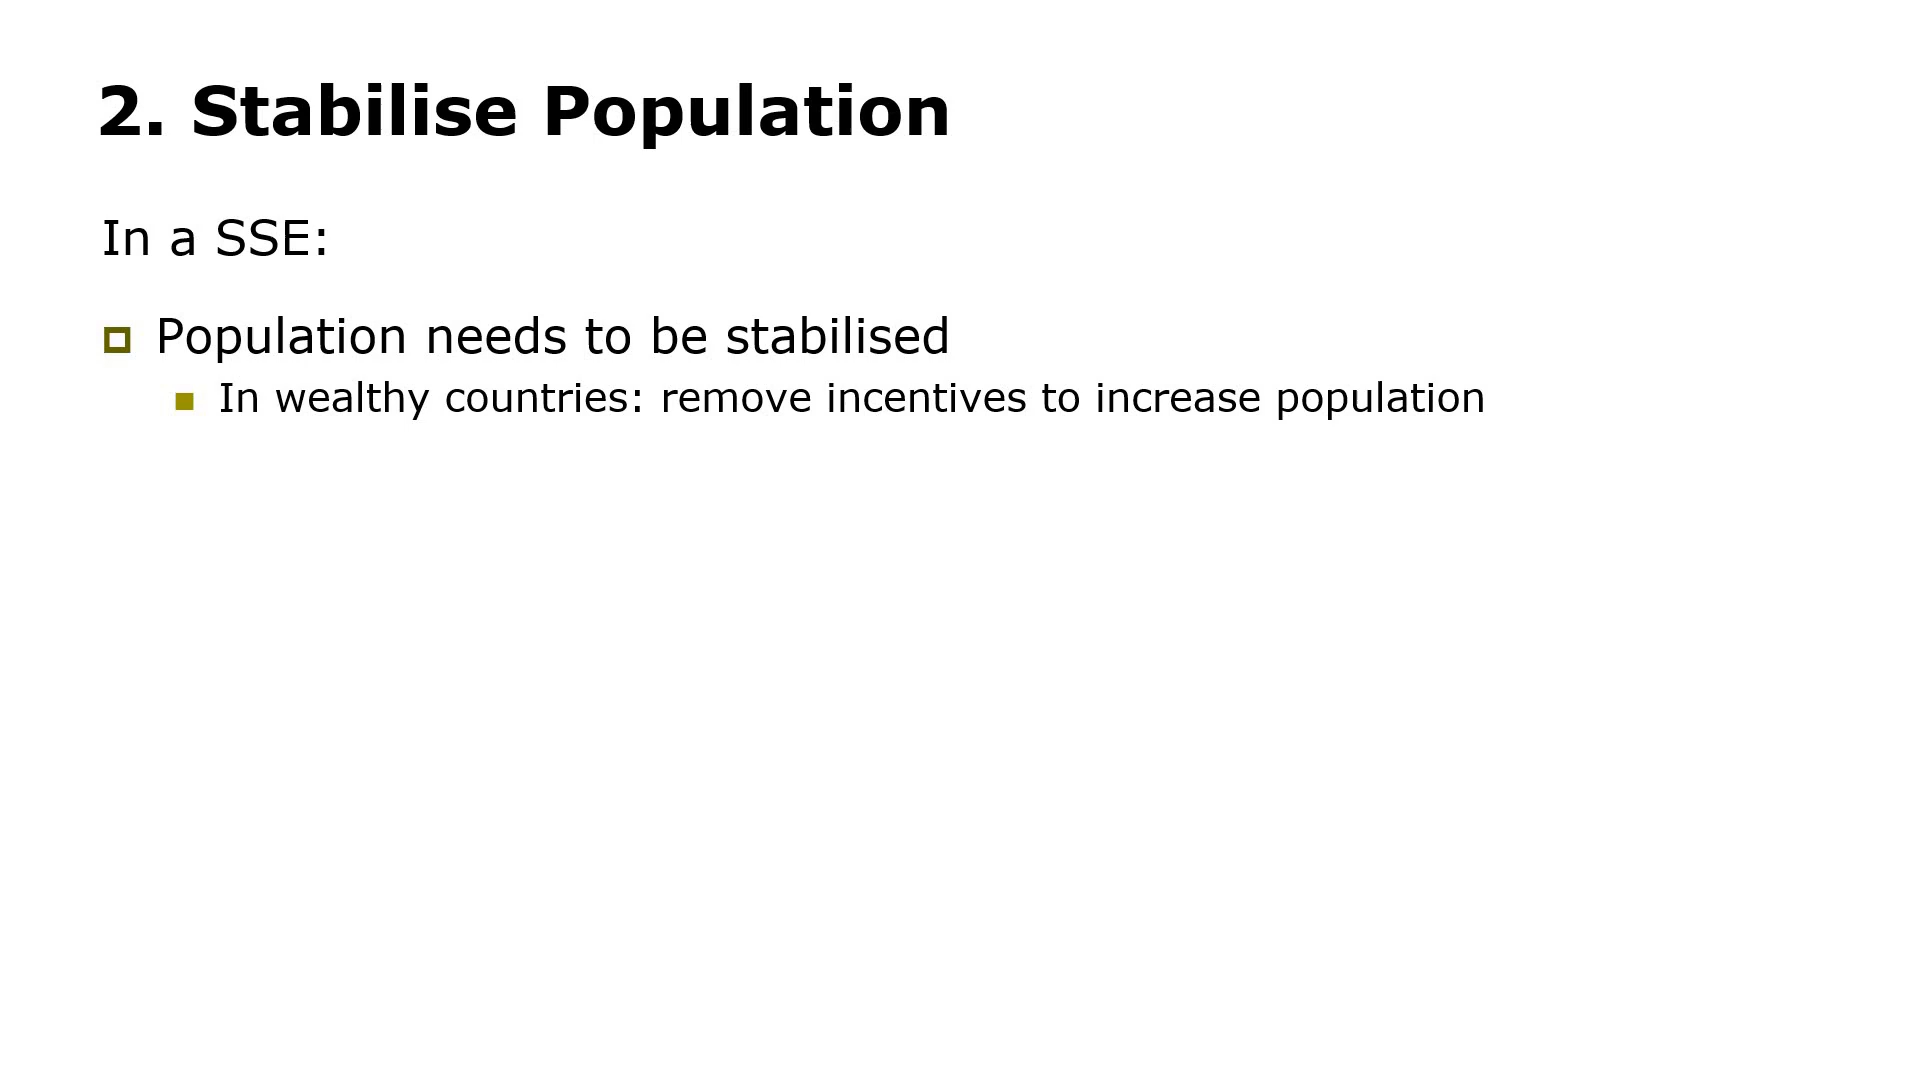 2. Stabilise Population
In a SSE:
Population needs to be stabilised
In wealthy countries: remove incentives to increase population